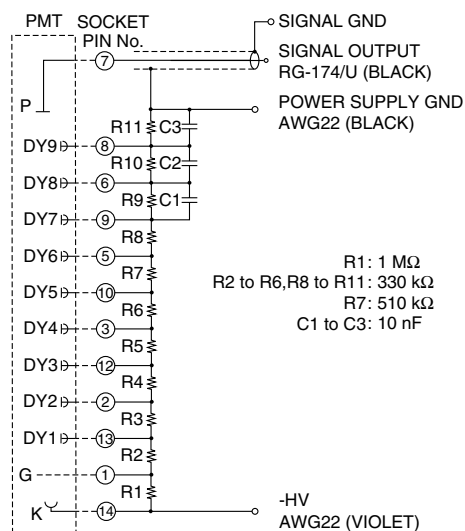 PMT SOCKET
PIN No.
SIGNAL GND
7
SIGNAL OUTPUT
RG-174/U (BLACK)
P
POWER SUPPLY GND
AWG22 (BLACK)
R11 C3
DY9 8
R10 C2
DY8 6
R9 C1
DY7 9
R8
DY6 5
R7
DY5 10
R6
DY4 3
R5
DY3 12
R4
DY2 2
R3
DY1 13
R2
G 1
R1
K 14
R1: 1 MΩ
R2 to R6,R8 to R11: 330 kΩ
R7: 510 kΩ
C1 to C3: 10 nF
-HV
AWG22 (VIOLET)